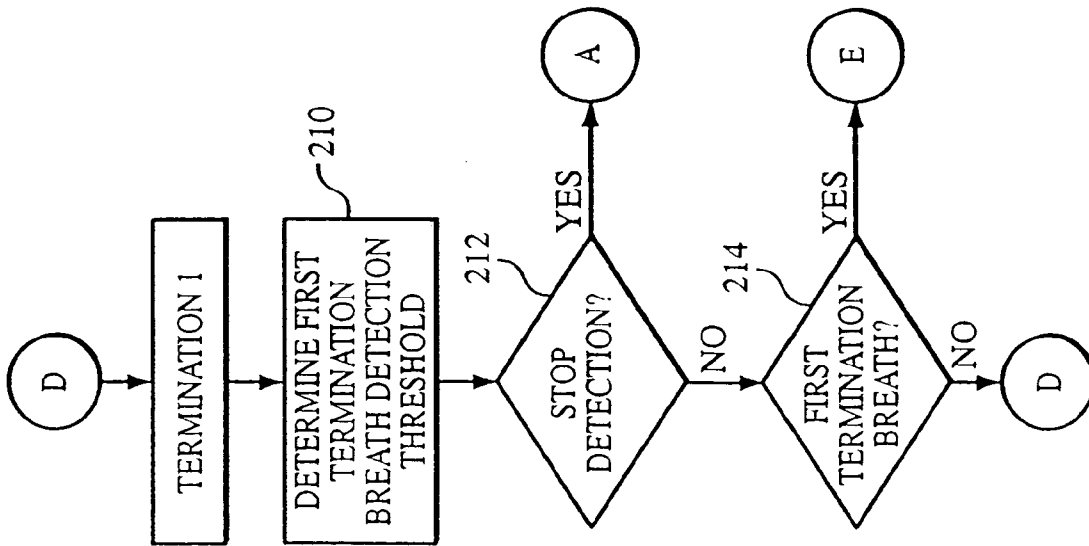 D
TERMINATION 1
210
DETERMINE FIRST
TERMINATION
BREATH DETECTION
THRESHOLD
212
STOP
DETECTION?
YES
A
NO
214
FIRST
TERMINATION
BREATH?
YES
E
NO
D